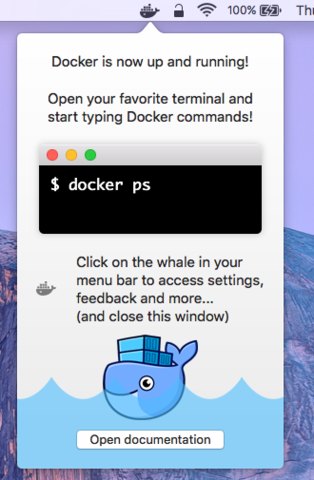 100% Thu
Docker is now up and running!
Open your favorite terminal and
start typing Docker commands!
$ docker ps
Click on the whale in your
menu bar to access settings,
feedback and more...
(and close this window)
Open documentation